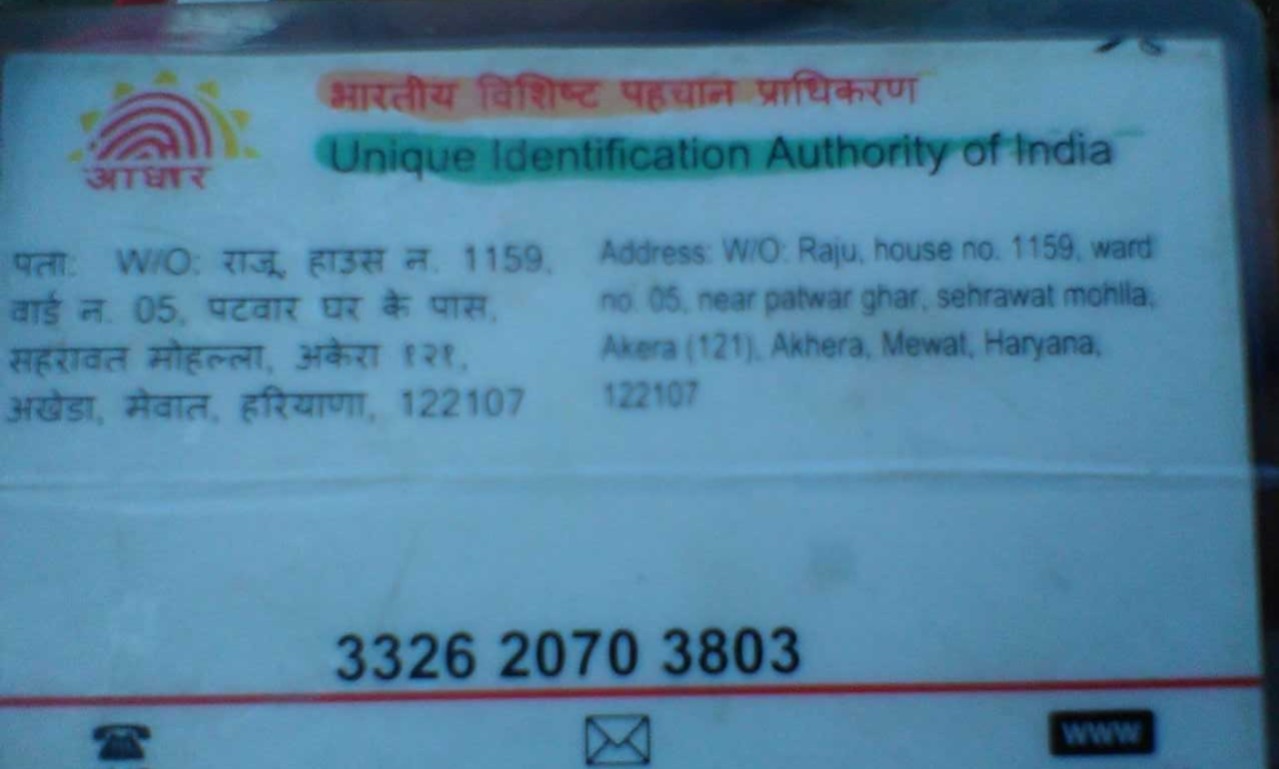 भारतीय विशिष्ट पहचान प्राधिकरण
Unique Identification Authority of India
आधार
पता: W/O: राजू, हाउस न. 1159,
वार्ड न. 05, पटवार घर के पास,
सहरावत मोहल्ला, अकेरा १२१,
अखेडा, मेवात, हरियाणा, 122107
Address: W/O: Raju, house no. 1159, ward
no. 05, near patwar ghar, sehrawat mohlla,
Akera (121), Akhera, Mewat, Haryana,
122107
3326 2070 3803
www